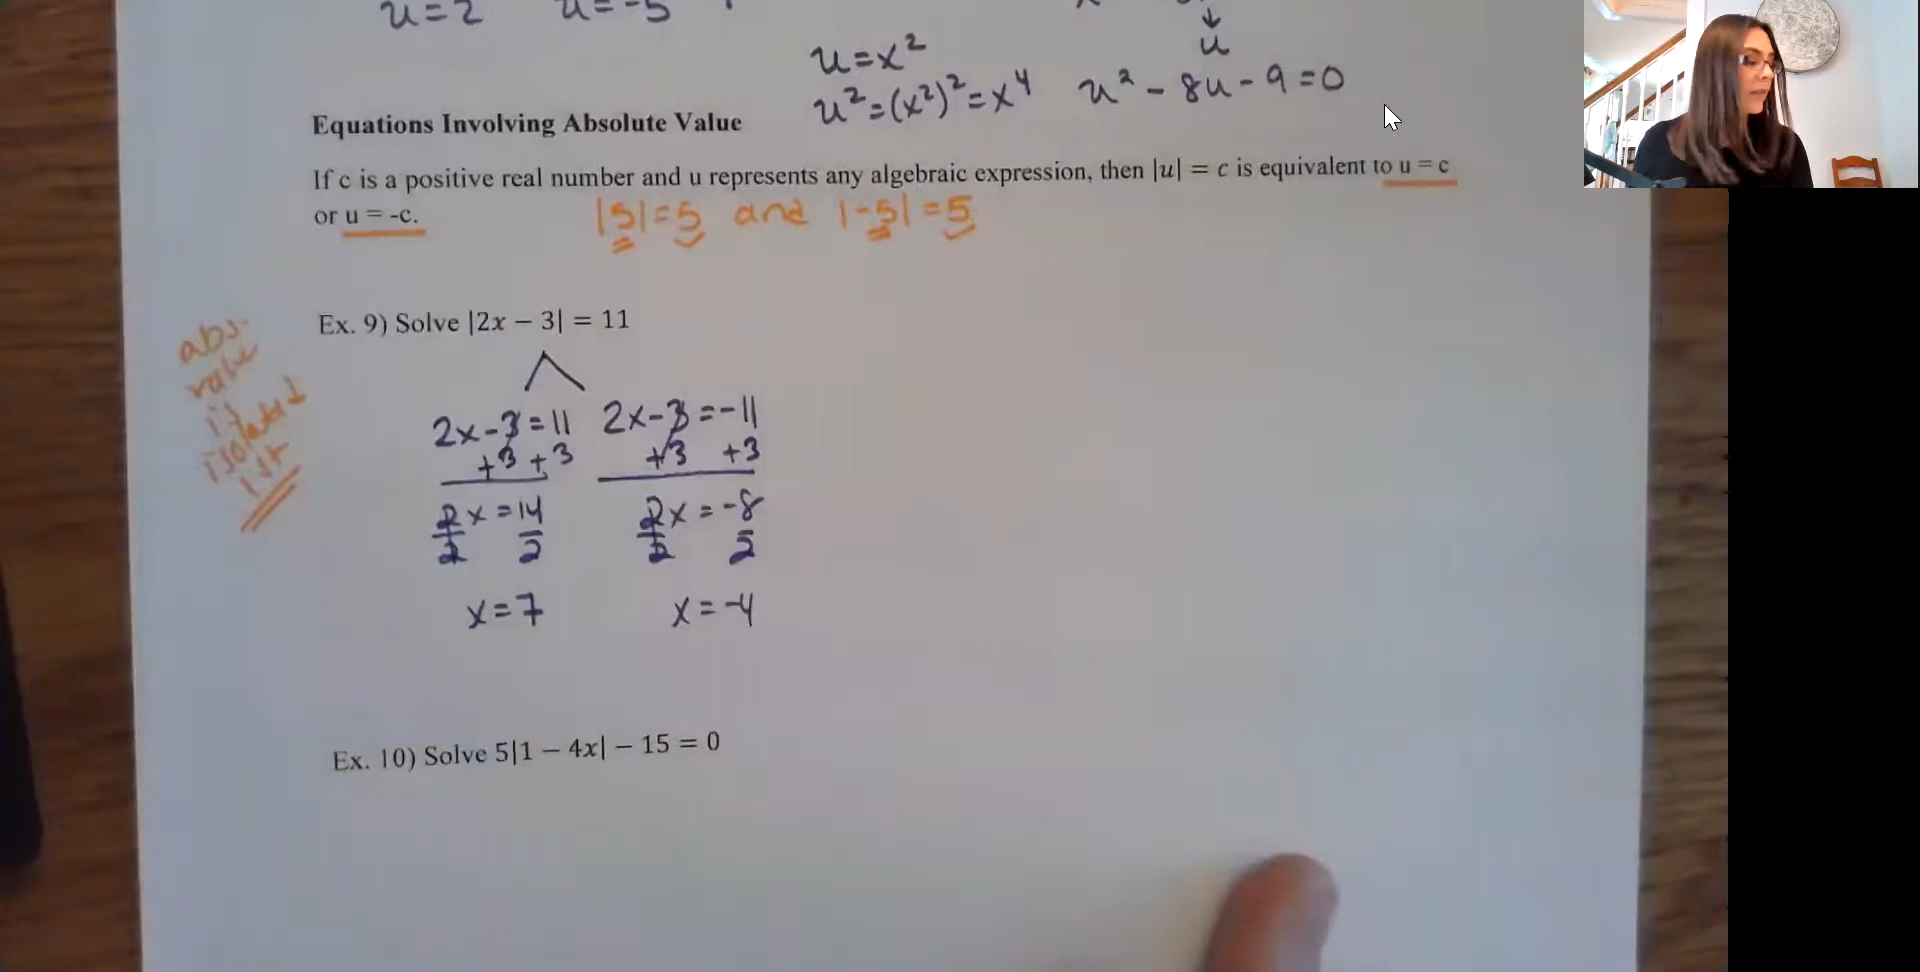 u=2 u=-5
u=x²
u
u²=(x²)²=x⁴ u²-8u-9=0
Equations Involving Absolute Value
If c is a positive real number and u represents any algebraic expression, then |u| = c is equivalent to u = c
or u = -c. |5|=5 and |-5|=5
Ex. 9) Solve |2x − 3| = 11
abs.
value
is
isolated
1st
2x-3=11 2x-3=-11
+3 +3 +3 +3
2x=14 2x=-8
2 2 2 2
x=7 x=-4
Ex. 10) Solve 5|1 − 4x| − 15 = 0